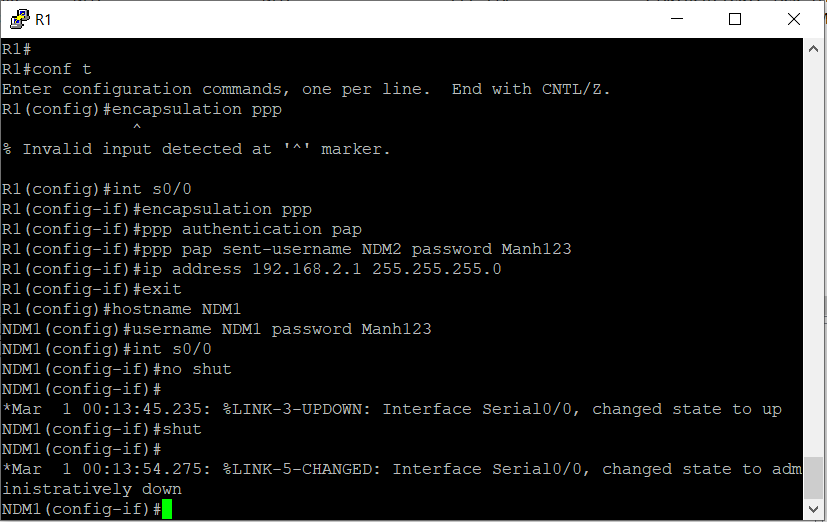 R1
R1#
R1#conf t
Enter configuration commands, one per line.  End with CNTL/Z.
R1(config)#encapsulation ppp
^
% Invalid input detected at '^' marker.
R1(config)#int s0/0
R1(config-if)#encapsulation ppp
R1(config-if)#ppp authentication pap
R1(config-if)#ppp pap sent-username NDM2 password Manh123
R1(config-if)#ip address 192.168.2.1 255.255.255.0
R1(config-if)#exit
R1(config)#hostname NDM1
NDM1(config)#username NDM1 password Manh123
NDM1(config)#int s0/0
NDM1(config-if)#no shut
NDM1(config-if)#
*Mar  1 00:13:45.235: %LINK-3-UPDOWN: Interface Serial0/0, changed state to up
NDM1(config-if)#shut
NDM1(config-if)#
*Mar  1 00:13:54.275: %LINK-5-CHANGED: Interface Serial0/0, changed state to adm
inistratively down
NDM1(config-if)#